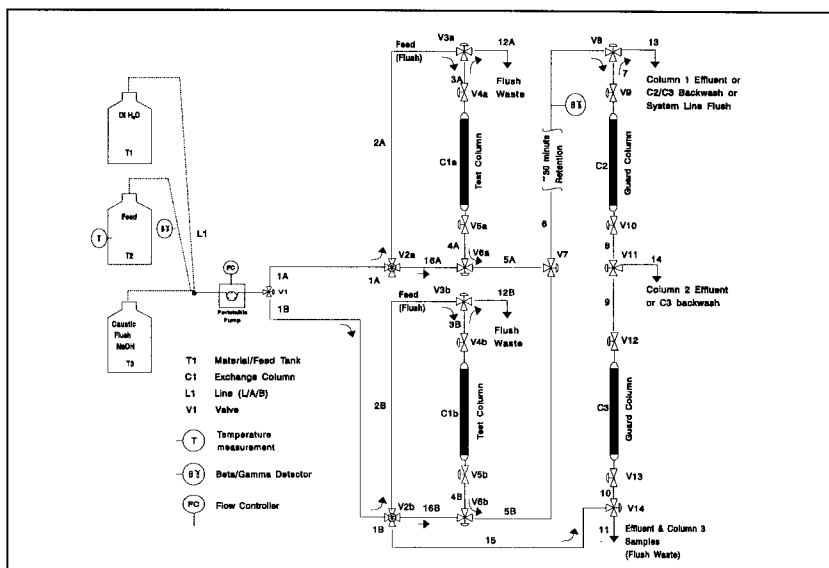 DI H₂O
T1
Feed
T2
T
βγ
L1
Caustic
Flush
NaOH
T3
FC
Peristaltic
Pump
V1
1A
1B
T1 Material/Feed Tank
C1 Exchange Column
L1 Line (L/A/B)
V1 Valve
T Temperature
measurement
βγ Beta/Gamma Detector
FC Flow Controller
V3a
12A
Feed
(Flush)
Flush
Waste
3A
V4a
2A
C1a
Test Column
V5a
4A
V2a
16A
V6a
5A
1A
V3b
12B
Feed
(Flush)
Flush
Waste
3B
V4b
2B
C1b
Test Column
V5b
4B
V2b
16B
V6b
5B
1B
15
βγ
~30 minute
Retention
6
V7
V8
13
7
Column 1 Effluent or
C2/C3 Backwash or
System Line Flush
V9
C2
Guard Column
V10
8
V11
14
Column 2 Effluent
or C3 backwash
9
V12
C3
Guard Column
V13
10
V14
11
Effluent & Column 3
Samples
(Flush Waste)